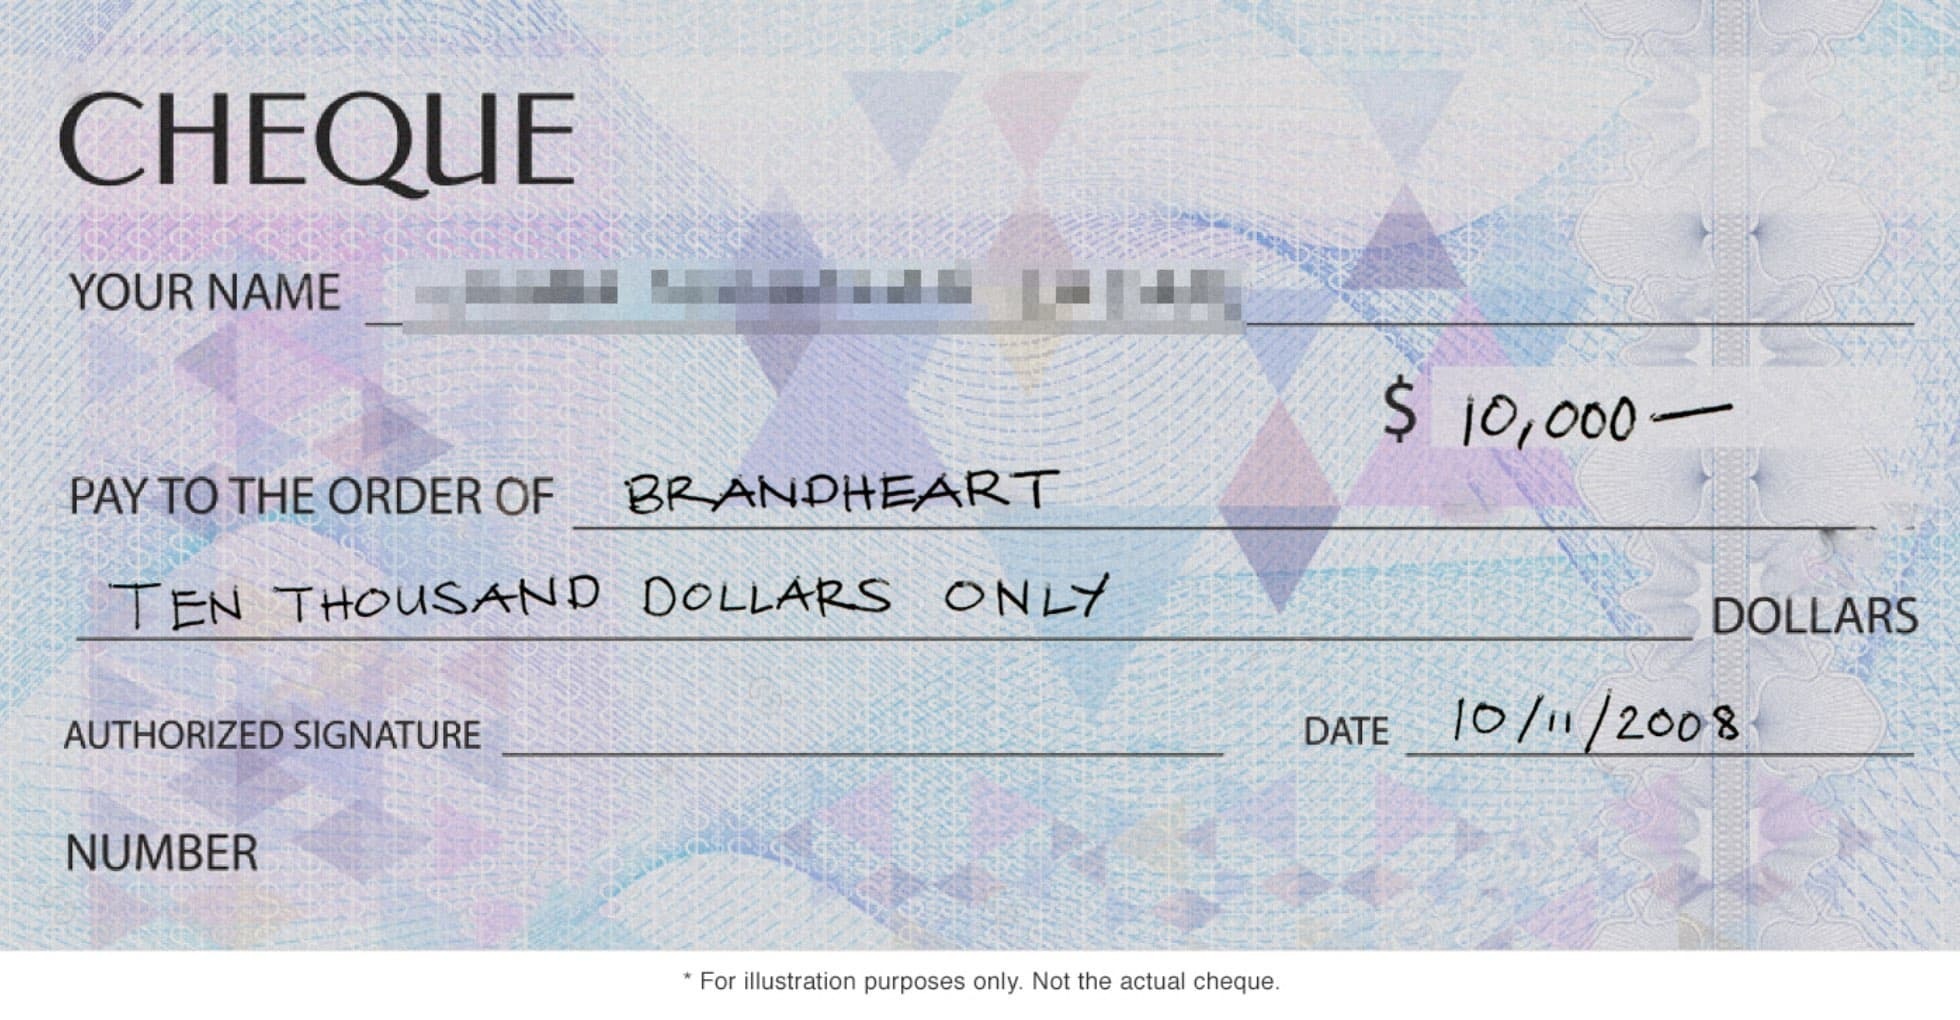 CHEQUE
YOUR NAME
$ 10,000—
PAY TO THE ORDER OF BRANDHEART
TEN THOUSAND DOLLARS ONLY DOLLARS
AUTHORIZED SIGNATURE DATE 10/11/2008
NUMBER
* For illustration purposes only. Not the actual cheque.